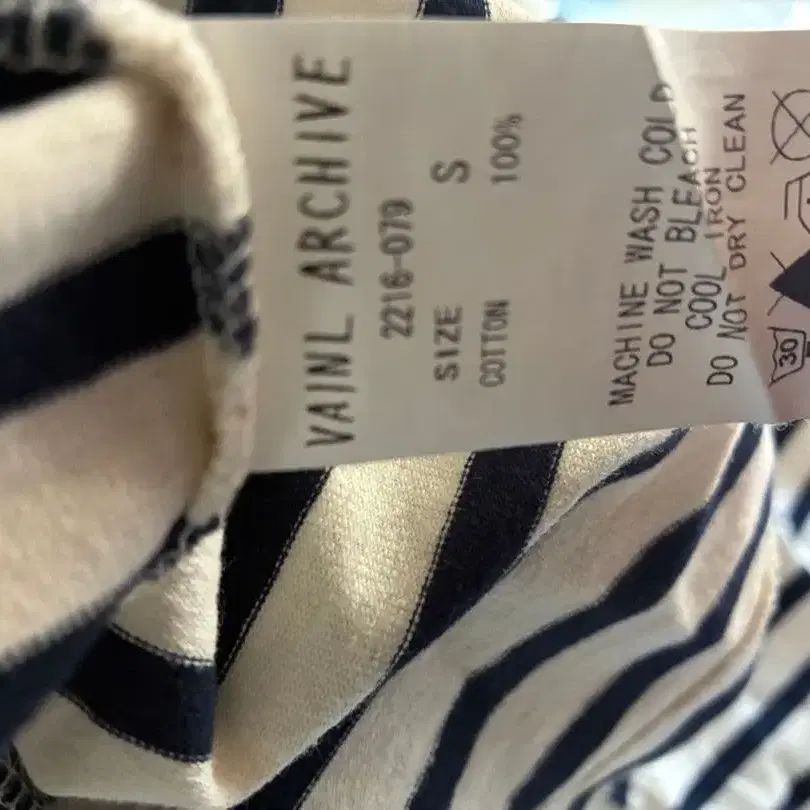 VAINL ARCHIVE
2216-079
SIZE S
COTTON 100%
MACHINE WASH COLD
DO NOT BLEACH
COOL IRON
DO NOT DRY CLEAN
30